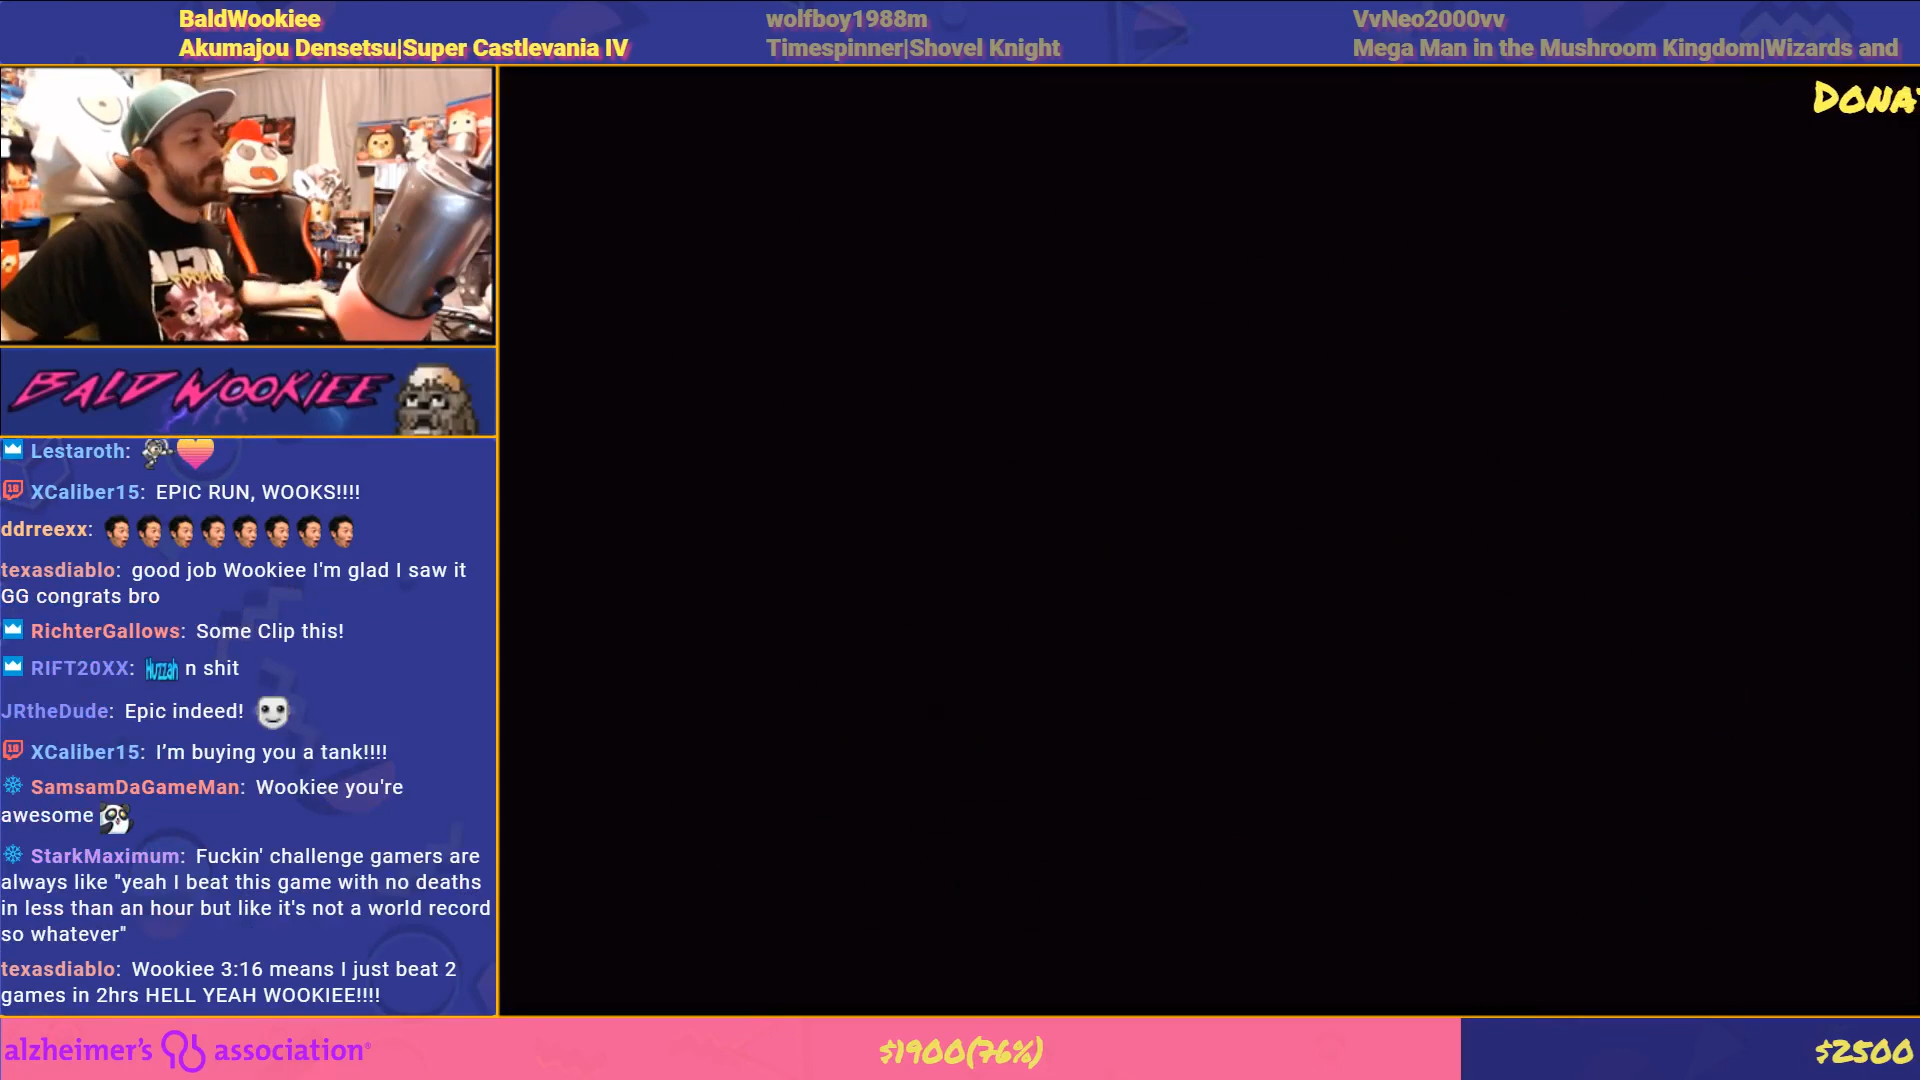 BaldWookiee
Akumajou Densetsu|Super Castlevania IV
wolfboy1988m
Timespinner|Shovel Knight
VvNeo2000vv
Mega Man in the Mushroom Kingdom|Wizards and
BALD WOOKIEE
Lestaroth:
XCaliber15: EPIC RUN, WOOKS!!!!
ddrreexx:
texasdiablo: good job Wookiee I'm glad I saw it
GG congrats bro
RichterGallows: Some Clip this!
RIFT20XX: Huzzah n shit
JRtheDude: Epic indeed!
XCaliber15: I’m buying you a tank!!!!
SamsamDaGameMan: Wookiee you're
awesome
StarkMaximum: Fuckin' challenge gamers are
always like "yeah I beat this game with no deaths
in less than an hour but like it's not a world record
so whatever"
texasdiablo: Wookiee 3:16 means I just beat 2
games in 2hrs HELL YEAH WOOKIEE!!!!
alzheimer's association®
$1900(76%)
$2500